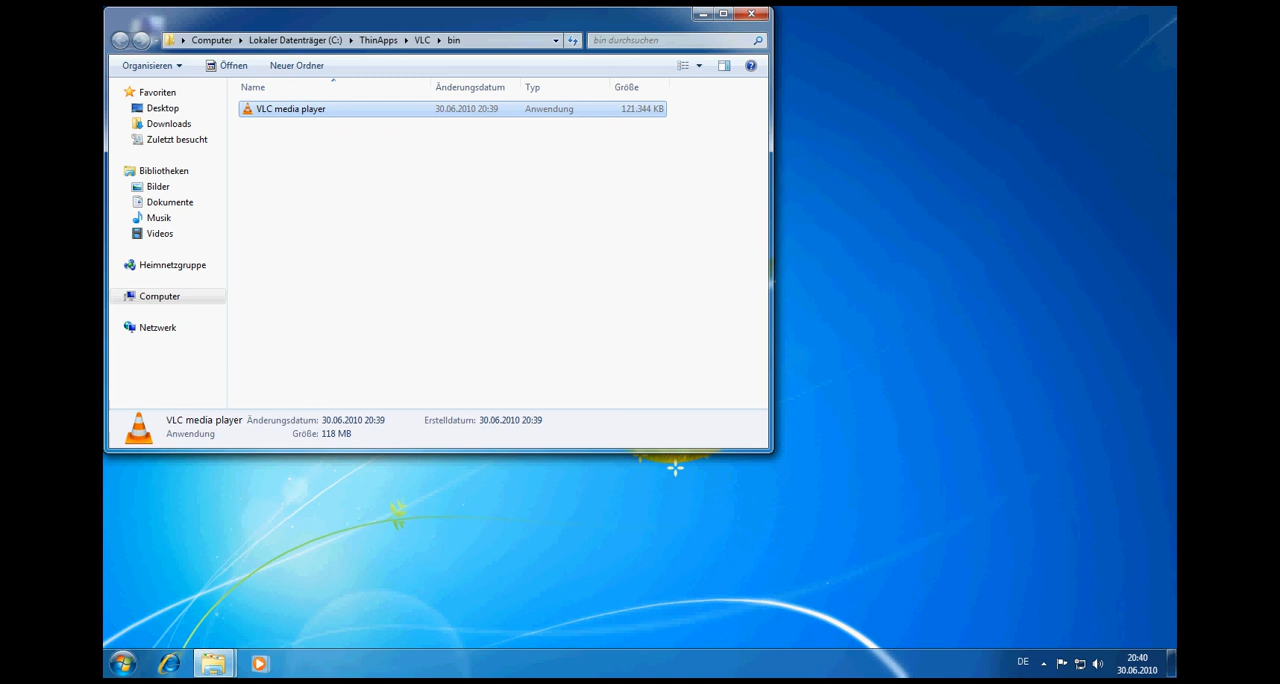 Computer Lokaler Datenträger (C:) ThinApps VLC bin
bin durchsuchen
Organisieren Öffnen Neuer Ordner
Name Änderungsdatum Typ Größe
VLC media player 30.06.2010 20:39 Anwendung 121.344 KB
Favoriten
Desktop
Downloads
Zuletzt besucht
Bibliotheken
Bilder
Dokumente
Musik
Videos
Heimnetzgruppe
Computer
Netzwerk
VLC media player Änderungsdatum: 30.06.2010 20:39 Erstelldatum: 30.06.2010 20:39
Anwendung Größe: 118 MB
DE 20:40
30.06.2010